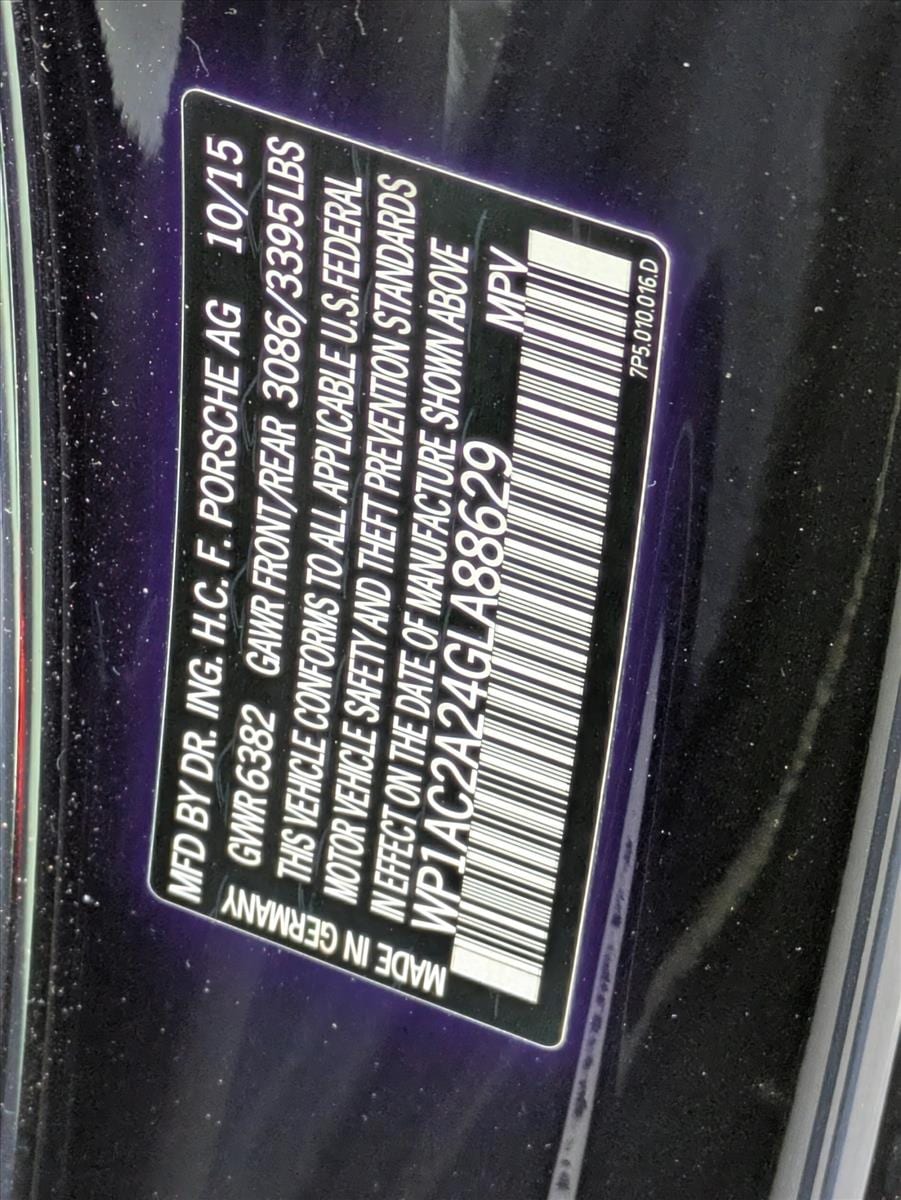 MFD BY DR. ING. H.C. F. PORSCHE AG 10/15
GVWR 6382 GAWR FRONT/REAR 3086/3395LBS
THIS VEHICLE CONFORMS TO ALL APPLICABLE U.S.FEDERAL
MOTOR VEHICLE SAFETY AND THEFT PREVENTION STANDARDS
IN EFFECT ON THE DATE OF MANUFACTURE SHOWN ABOVE
WP1AC2A24GLA88629 MPV
MADE IN GERMANY
7P5.010.016.D